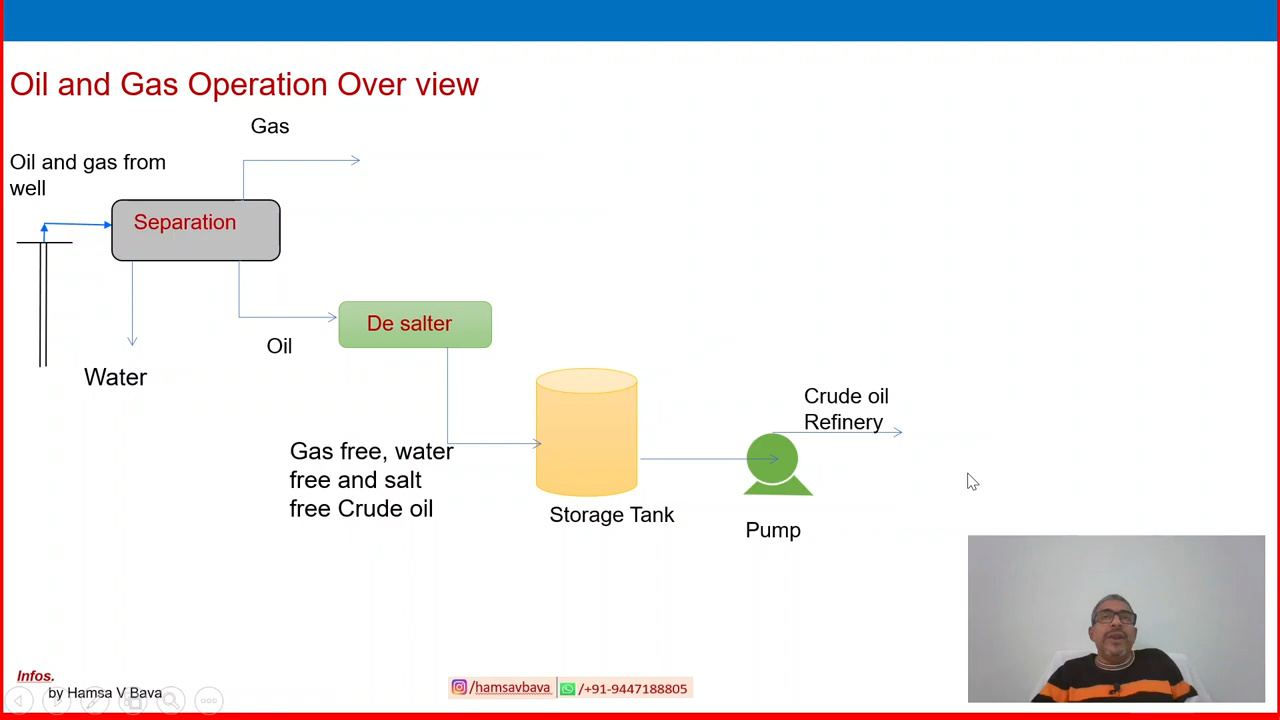 Oil and Gas Operation Over view
Gas
Oil and gas from
well
Separation
De salter
Oil
Water
Crude oil
Refinery
Gas free, water
free and salt
free Crude oil
Storage Tank
Pump
Infos.
by Hamsa V Bava
/hamsavbava
/+91-9447188805